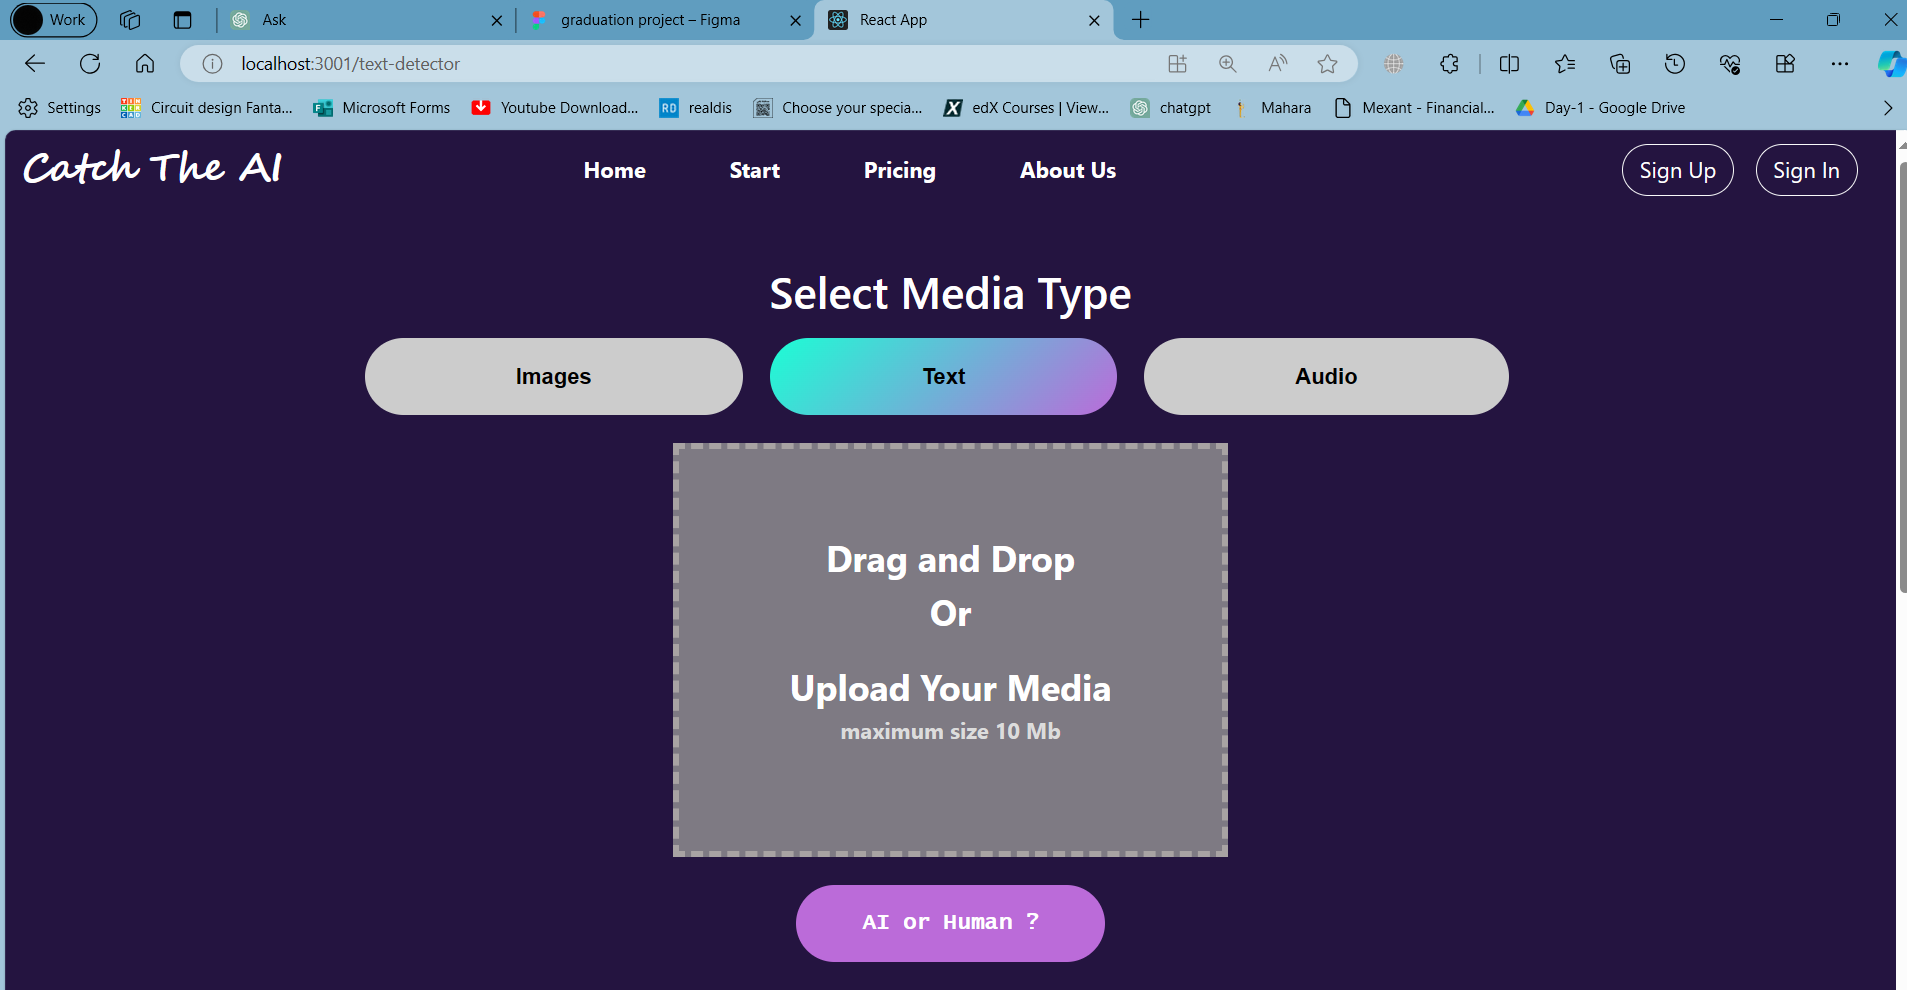 Work
Ask
graduation project – Figma
React App
localhost:3001/text-detector
Settings
Circuit design Fanta...
Microsoft Forms
Youtube Download...
RD
realdis
Choose your specia...
edX Courses | View...
chatgpt
Mahara
Mexant - Financial...
Day-1 - Google Drive
Catch The AI
Home
Start
Pricing
About Us
Sign Up
Sign In
Select Media Type
Images
Text
Audio
Drag and Drop
Or
Upload Your Media
maximum size 10 Mb
AI or Human ?